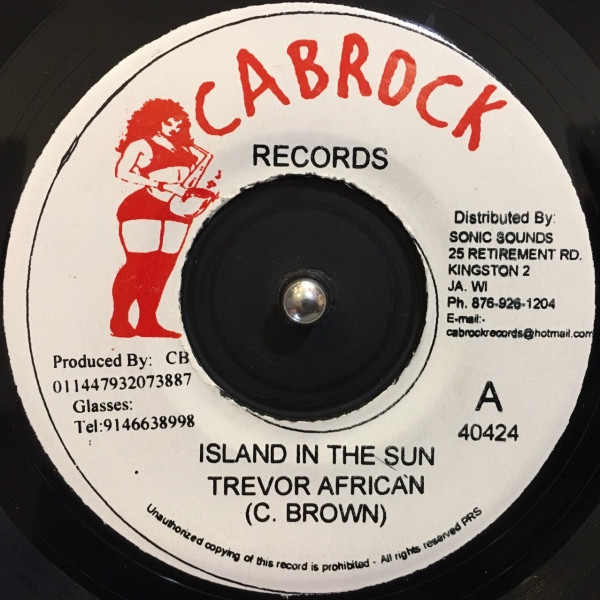 CABROCK
RECORDS
Distributed By:
SONIC SOUNDS
25 RETIREMENT RD.
KINGSTON 2
JA. WI
Ph. 876-926-1204
E-mail:-
cabrockrecords@hotmail.com
Produced By: CB
011447932073887
Glasses:
Tel:9146638998
A
40424
ISLAND IN THE SUN
TREVOR AFRICAN
(C. BROWN)
Unauthorized copying of this record is prohibited - All rights reserved PRS